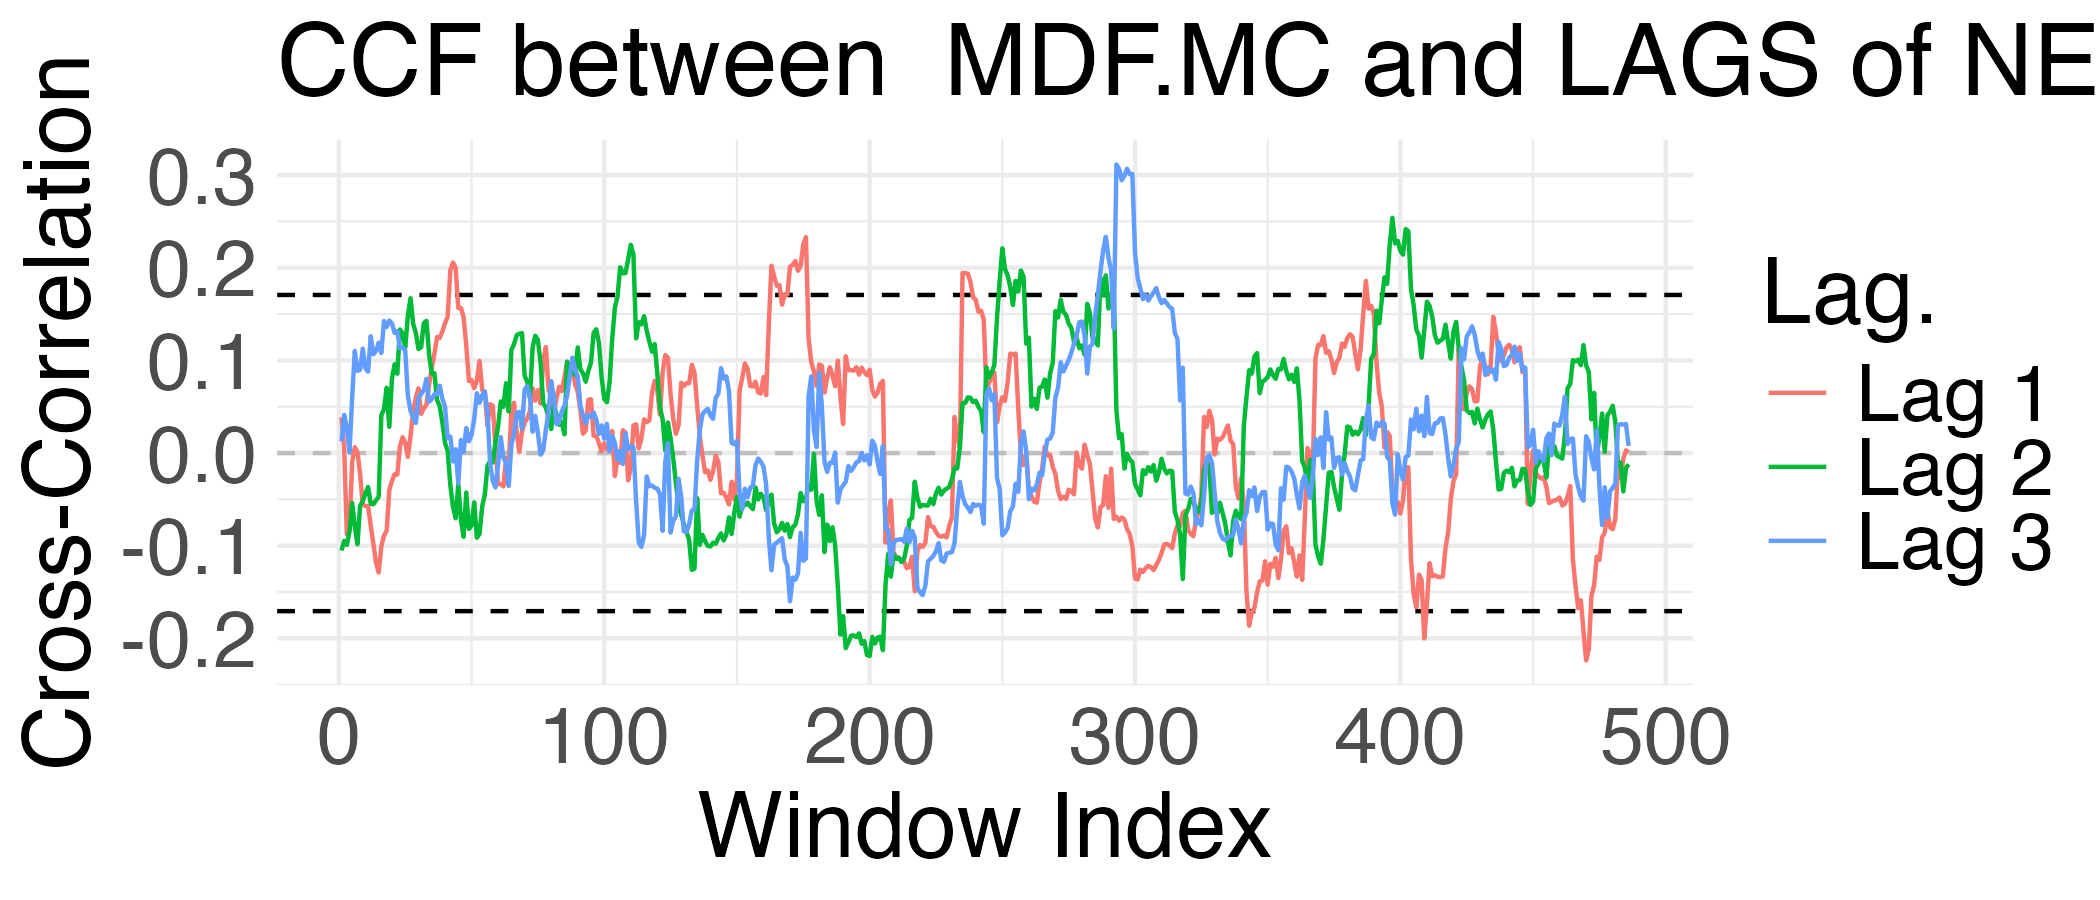 CCF between  MDF.MC and LAGS of NE
Cross-Correlation
0.3
0.2
0.1
0.0
-0.1
-0.2
0
100
200
300
400
500
Window Index
Lag.
Lag 1
Lag 2
Lag 3